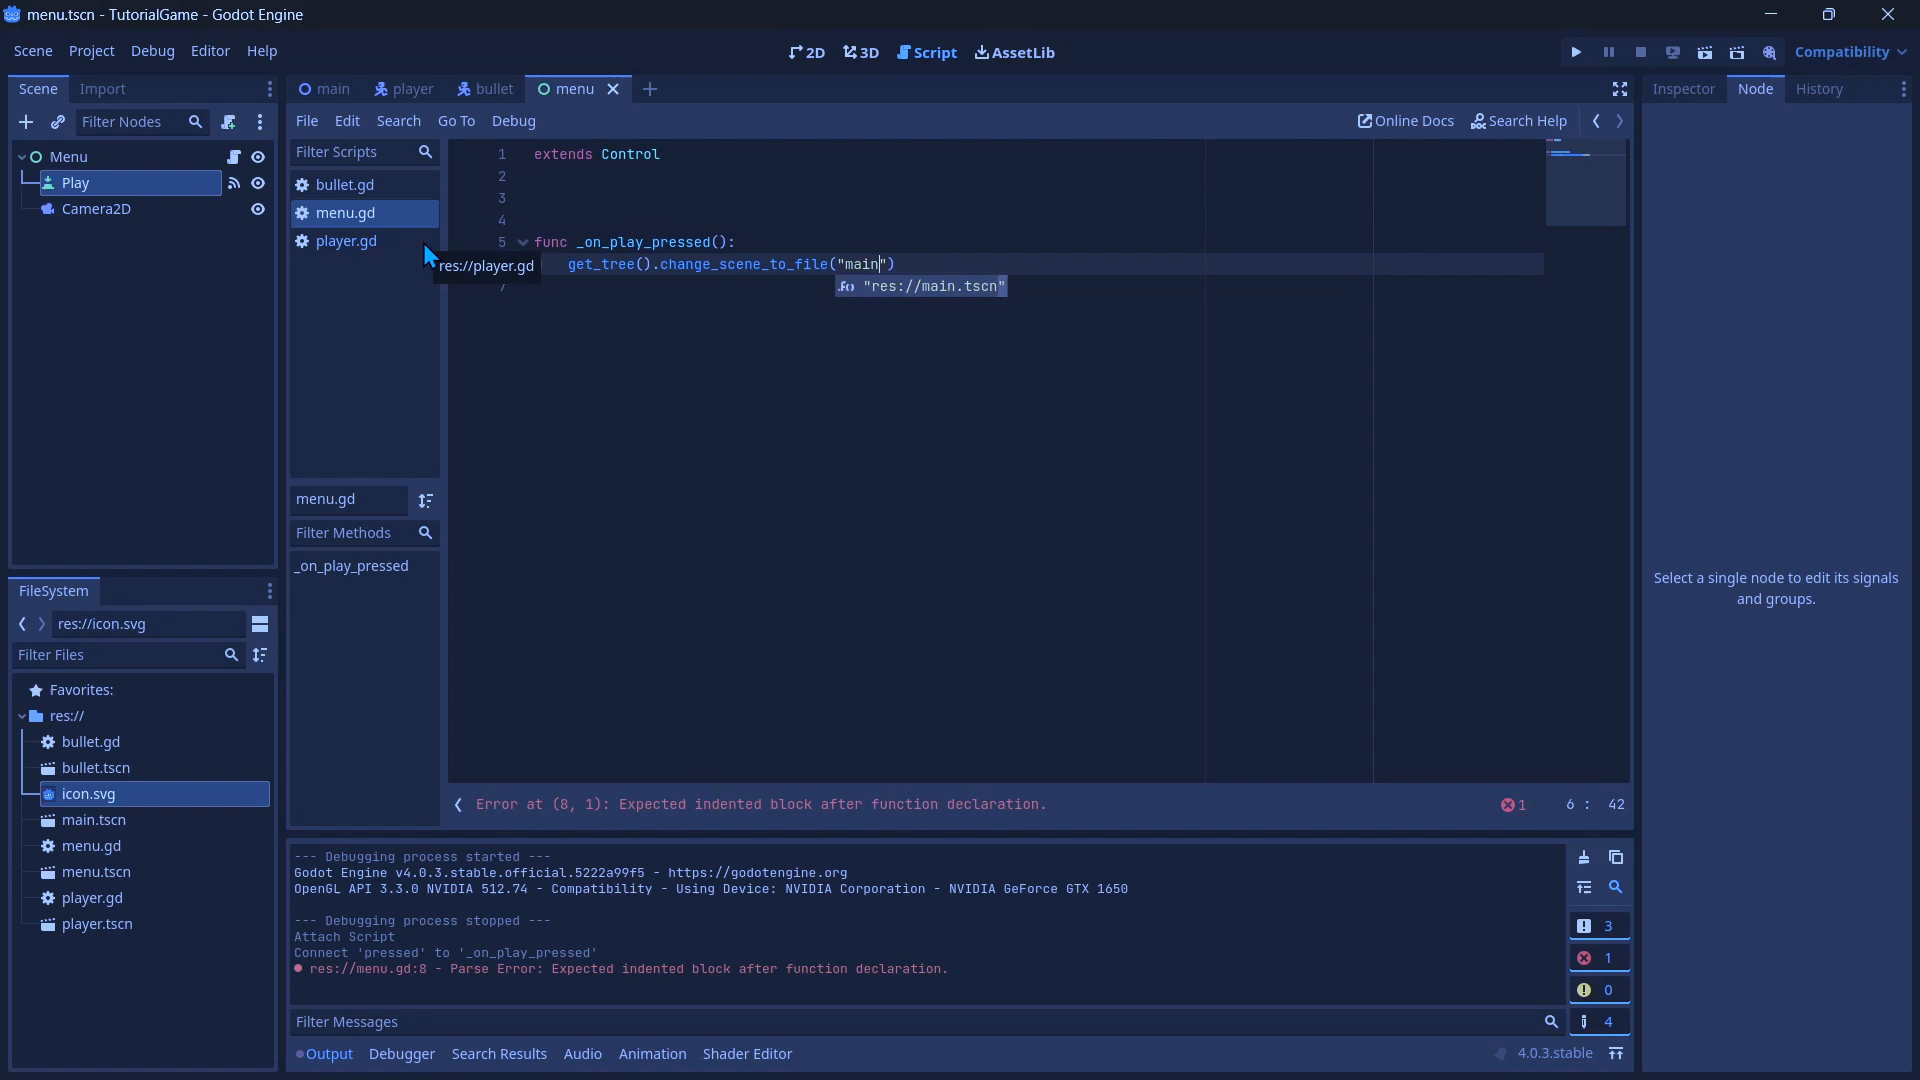 menu.tscn - TutorialGame - Godot Engine
Scene Project Debug Editor Help
2D 3D Script AssetLib
Compatibility
Scene Import
main player bullet menu
Inspector Node History
Filter Nodes
File Edit Search Go To Debug
Online Docs Search Help
Menu
Play
Camera2D
Filter Scripts
bullet.gd
menu.gd
player.gd
res://player.gd
menu.gd
Filter Methods
_on_play_pressed
1 extends Control
2
3
4
5 func _on_play_pressed():
get_tree().change_scene_to_file("main")
7 "res://main.tscn"
Error at (8, 1): Expected indented block after function declaration.
1 6 : 42
Select a single node to edit its signals
and groups.
FileSystem
res://icon.svg
Filter Files
Favorites:
res://
bullet.gd
bullet.tscn
icon.svg
main.tscn
menu.gd
menu.tscn
player.gd
player.tscn
--- Debugging process started ---
Godot Engine v4.0.3.stable.official.5222a99f5 - https://godotengine.org
OpenGL API 3.3.0 NVIDIA 512.74 - Compatibility - Using Device: NVIDIA Corporation - NVIDIA GeForce GTX 1650
--- Debugging process stopped ---
Attach Script
Connect 'pressed' to '_on_play_pressed'
res://menu.gd:8 - Parse Error: Expected indented block after function declaration.
3
1
0
4
Filter Messages
Output Debugger Search Results Audio Animation Shader Editor
4.0.3.stable